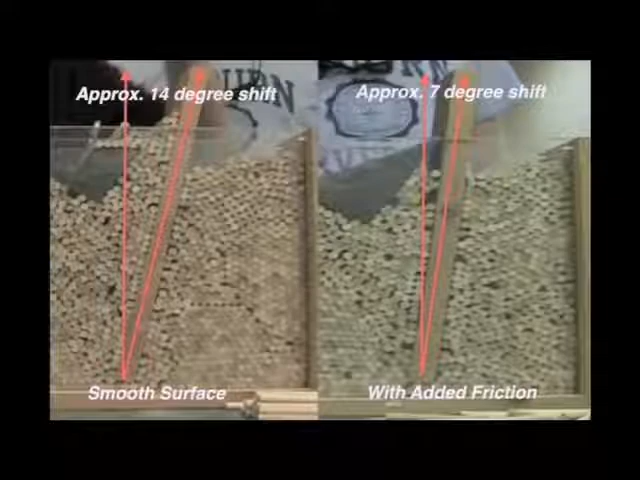 Approx. 14 degree shift
Approx. 7 degree shift
Smooth Surface
With Added Friction